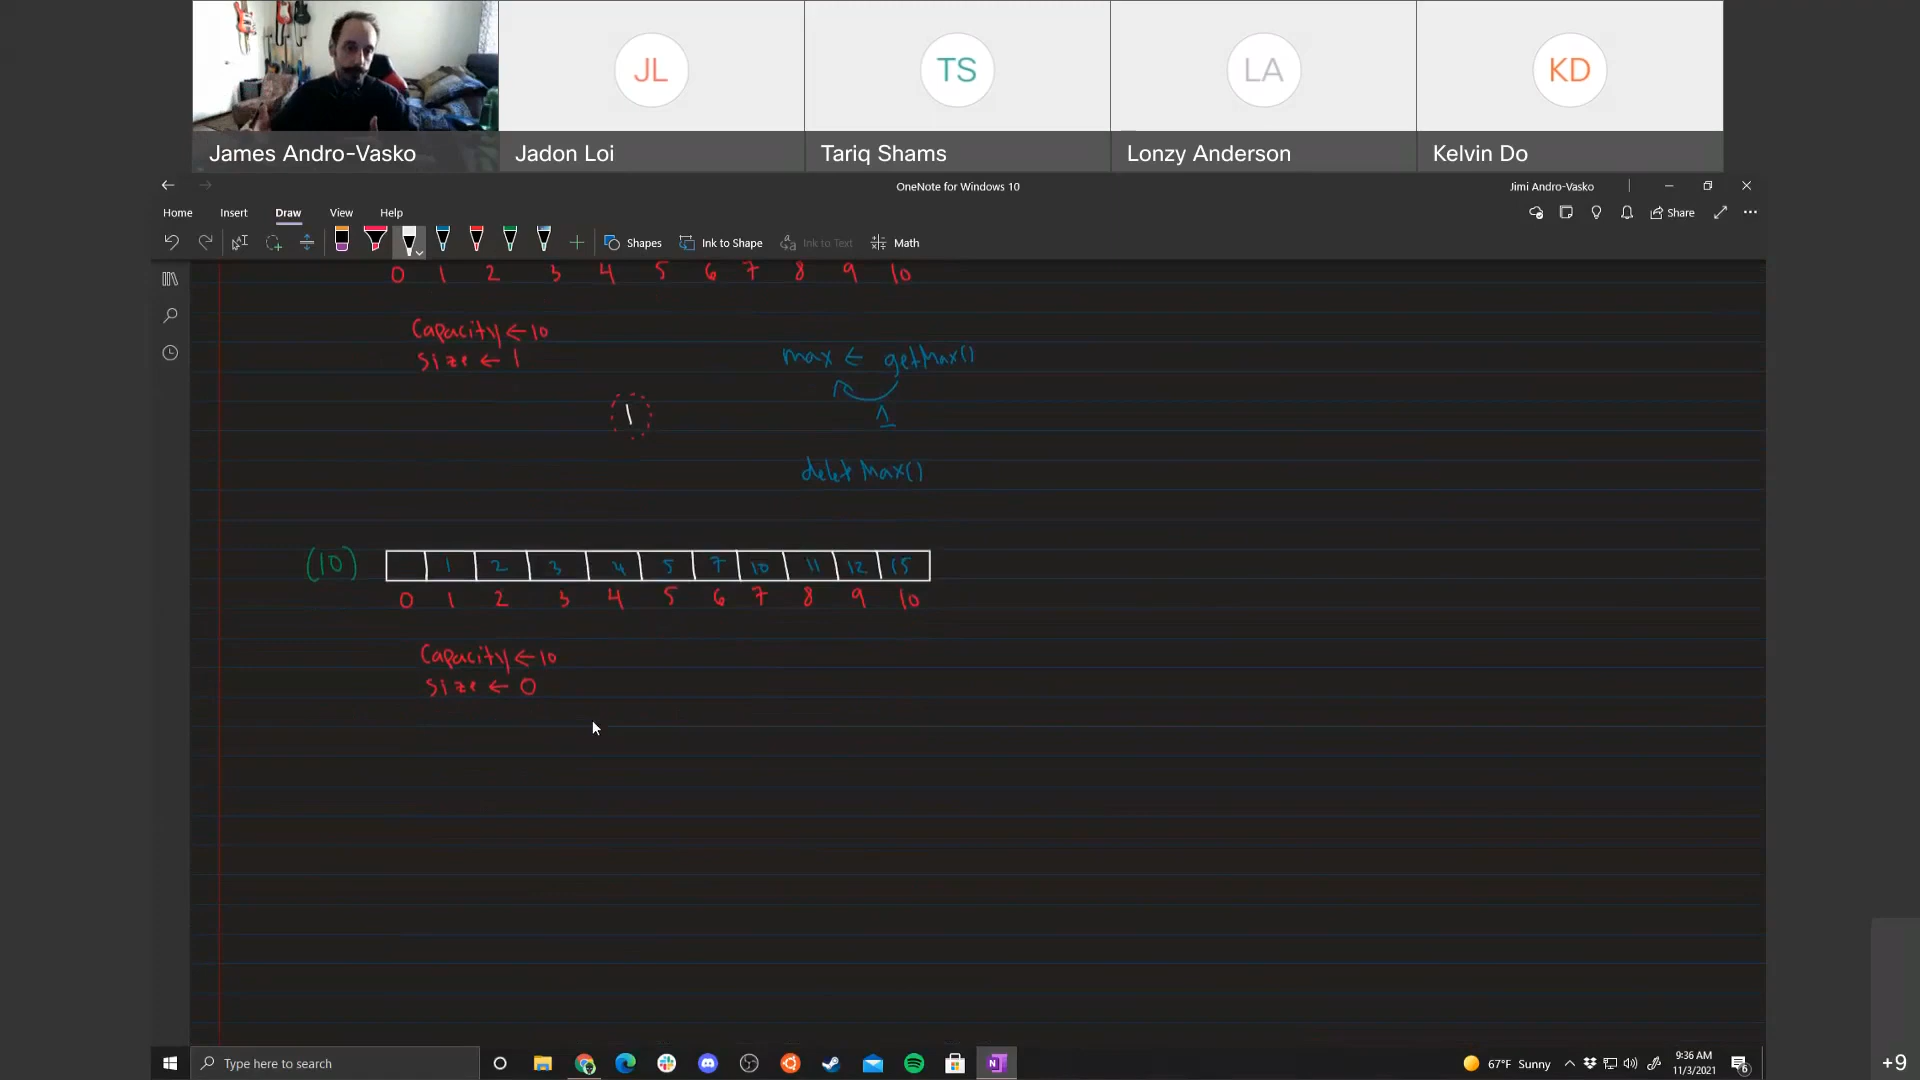 JL
TS
LA
KD
James Andro-Vasko
Jadon Loi
Tariq Shams
Lonzy Anderson
Kelvin Do
OneNote for Windows 10
Jimi Andro-Vasko
Home Insert Draw View Help
Share
Shapes Ink to Shape Ink to Text Math
0 1 2 3 4 5 6 7 8 9 10
Capacity ← 10
Size ← 1
max ← getMax()
1
1
deletMax()
(10) 1 2 3 4 5 7 10 11 12 15
0 1 2 3 4 5 6 7 8 9 10
Capacity ← 10
Size ← 0
Type here to search
67°F Sunny
9:36 AM
11/3/2021
6
+9